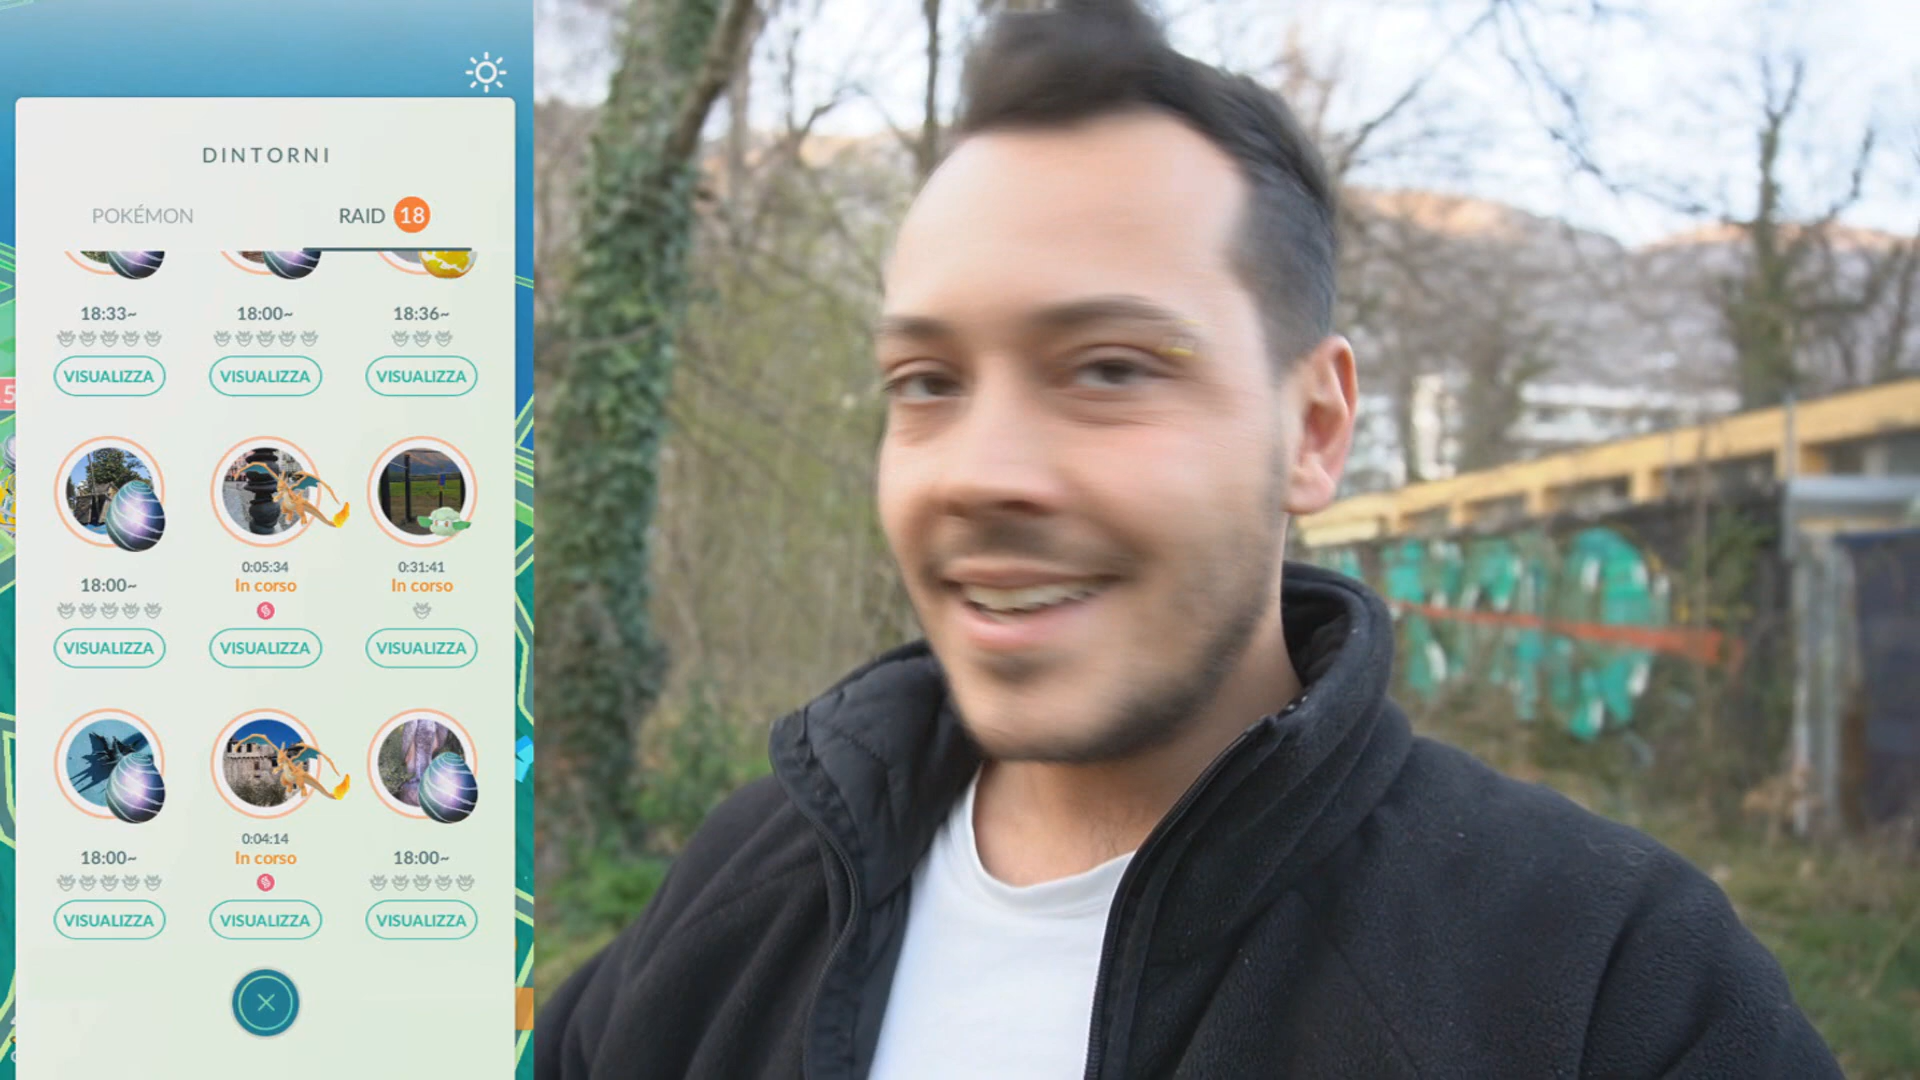 DINTORNI
POKÉMON RAID 18
18:33~ 18:00~ 18:36~
VISUALIZZA VISUALIZZA VISUALIZZA
0:05:34 0:31:41
18:00~ In corso In corso
VISUALIZZA VISUALIZZA VISUALIZZA
0:04:14
18:00~ In corso 18:00~
VISUALIZZA VISUALIZZA VISUALIZZA
5